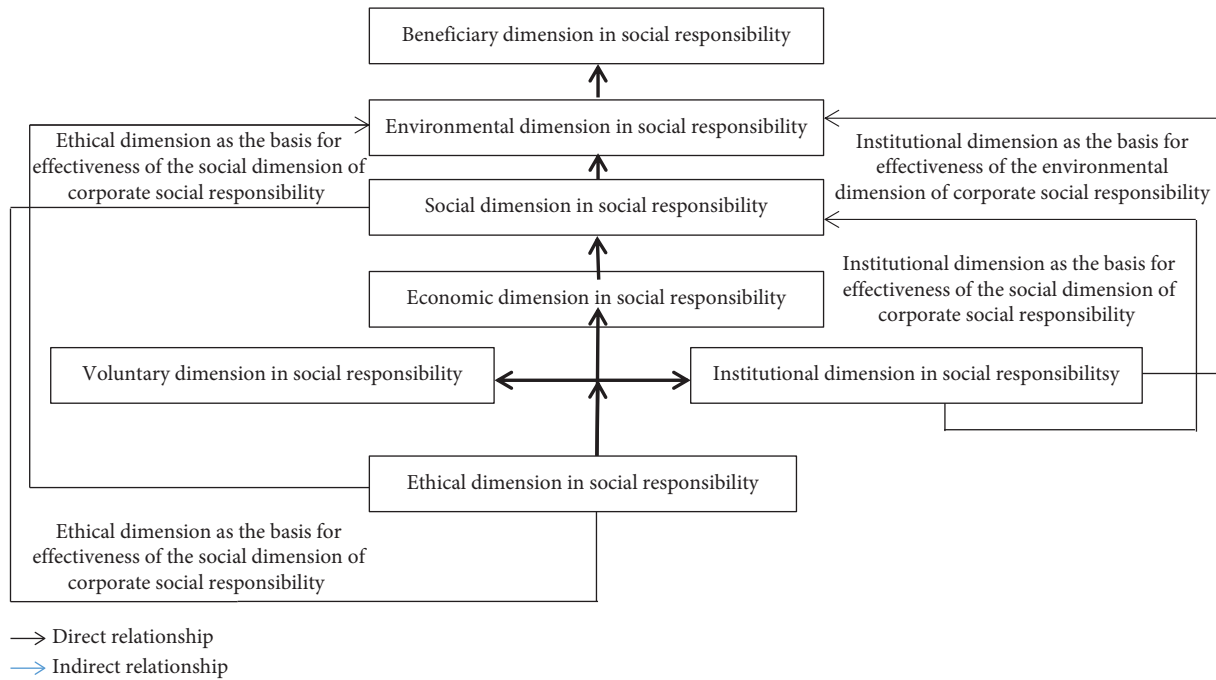 Beneficiary dimension in social responsibility
Environmental dimension in social responsibility
Ethical dimension as the basis for
effectiveness of the social dimension of
corporate social responsibility
Institutional dimension as the basis for
effectiveness of the environmental
dimension of corporate social responsibility
Social dimension in social responsibility
Institutional dimension as the basis for
effectiveness of the social dimension of
corporate social responsibility
Economic dimension in social responsibility
Voluntary dimension in social responsibility
Institutional dimension in social responsibilitsy
Ethical dimension in social responsibility
Ethical dimension as the basis for
effectiveness of the social dimension of
corporate social responsibility
Direct relationship
Indirect relationship